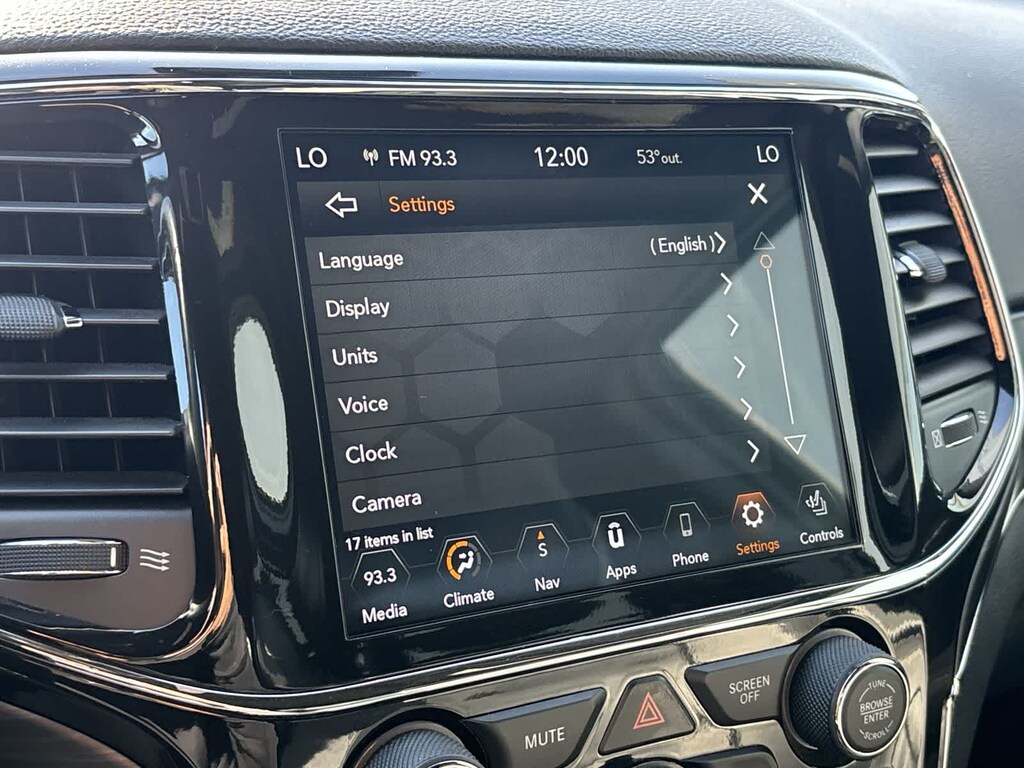 LO FM 93.3 12:00 53° out. LO
Settings X
Language (English)
Display
Units
Voice
Clock
Camera
17 items in list
93.3 S
Media Climate Nav Apps Phone Settings Controls
MUTE
SCREEN
OFF
TUNE
BROWSE
ENTER
SCROLL